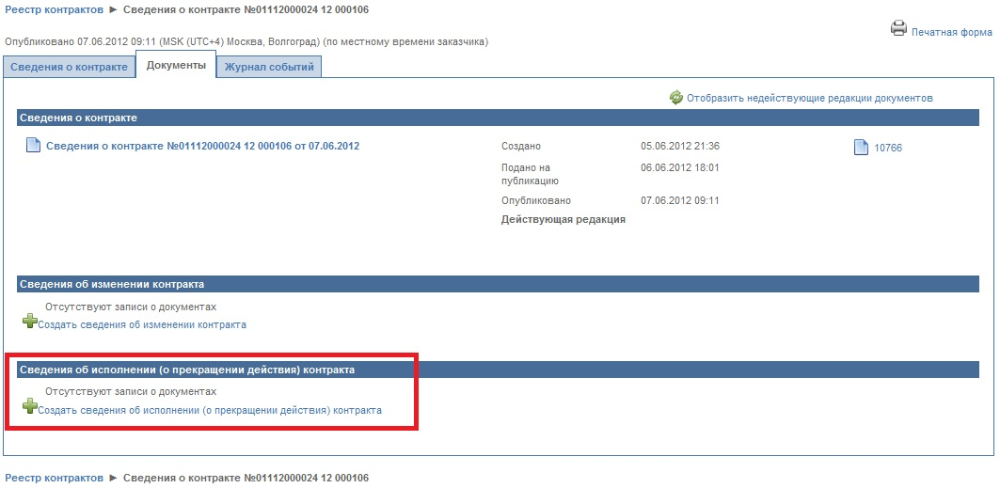 Реестр контрактов ► Сведения о контракте №01112000024 12 000106
Опубликовано 07.06.2012 09:11 (MSK (UTC+4) Москва, Волгоград) (по местному времени заказчика)
Печатная форма
Сведения о контракте
Документы
Журнал событий
Отобразить недействующие редакции документов
Сведения о контракте
Сведения о контракте №01112000024 12 000106 от 07.06.2012
Создано 05.06.2012 21:36
10766
Подано на
публикацию
06.06.2012 18:01
Опубликовано 07.06.2012 09:11
Действующая редакция
Сведения об изменении контракта
Отсутствуют записи о документах
Создать сведения об изменении контракта
Сведения об исполнении (о прекращении действия) контракта
Отсутствуют записи о документах
Создать сведения об исполнении (о прекращении действия) контракта
Реестр контрактов ► Сведения о контракте №01112000024 12 000106